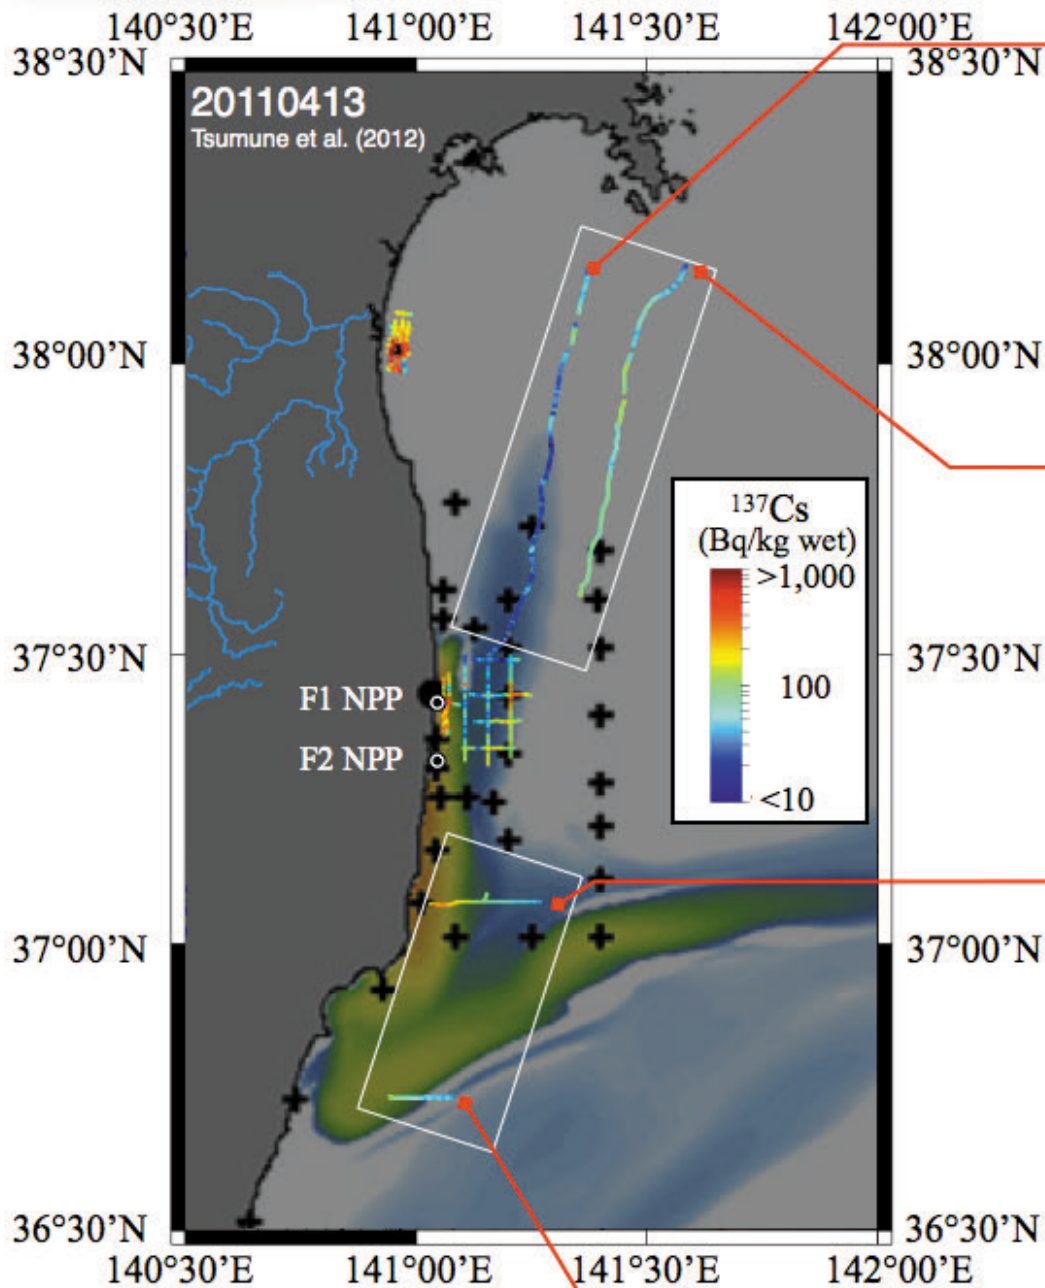 140°30’E 141°00’E 141°30’E 142°00’E
38°30’N 38°30’N
20110413
Tsumune et al. (2012)
38°00’N 38°00’N
137Cs
(Bq/kg wet)
>1,000
100
<10
37°30’N 37°30’N
F1 NPP
F2 NPP
37°00’N 37°00’N
36°30’N 36°30’N
140°30’E 141°00’E 141°30’E 142°00’E